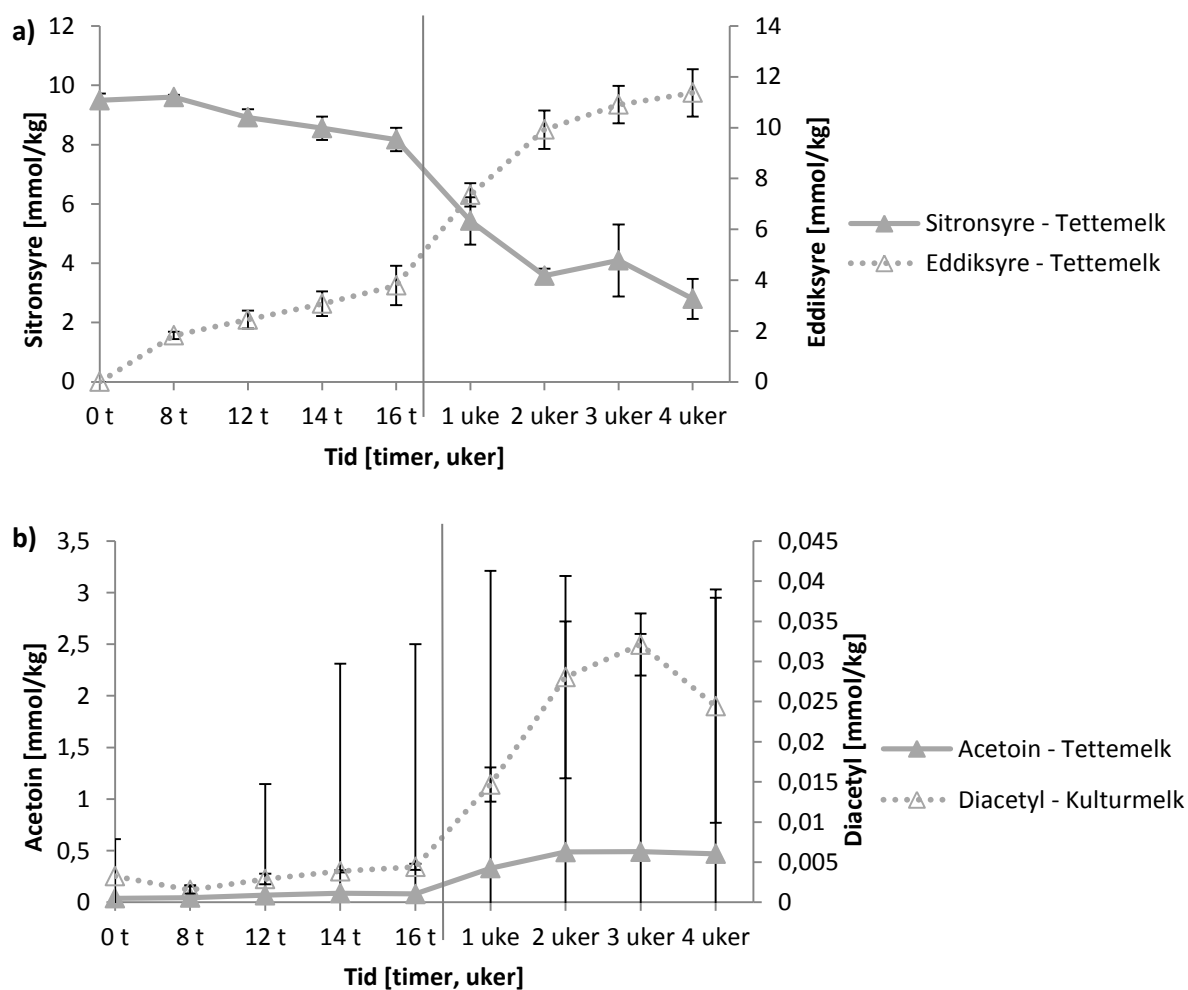 a)
12
10
8
6
4
2
0
Sitronsyre [mmol/kg]
14
12
10
8
6
4
2
0
Eddiksyre [mmol/kg]
0 t 8 t 12 t 14 t 16 t 1 uke 2 uker 3 uker 4 uker
Tid [timer, uker]
Sitronsyre - Tettemelk
Eddiksyre - Tettemelk
b)
3,5
3
2,5
2
1,5
1
0,5
0
Acetoin [mmol/kg]
0,045
0,04
0,035
0,03
0,025
0,02
0,015
0,01
0,005
0
Diacetyl [mmol/kg]
0 t 8 t 12 t 14 t 16 t 1 uke 2 uker 3 uker 4 uker
Tid [timer, uker]
Acetoin - Tettemelk
Diacetyl - Kulturmelk